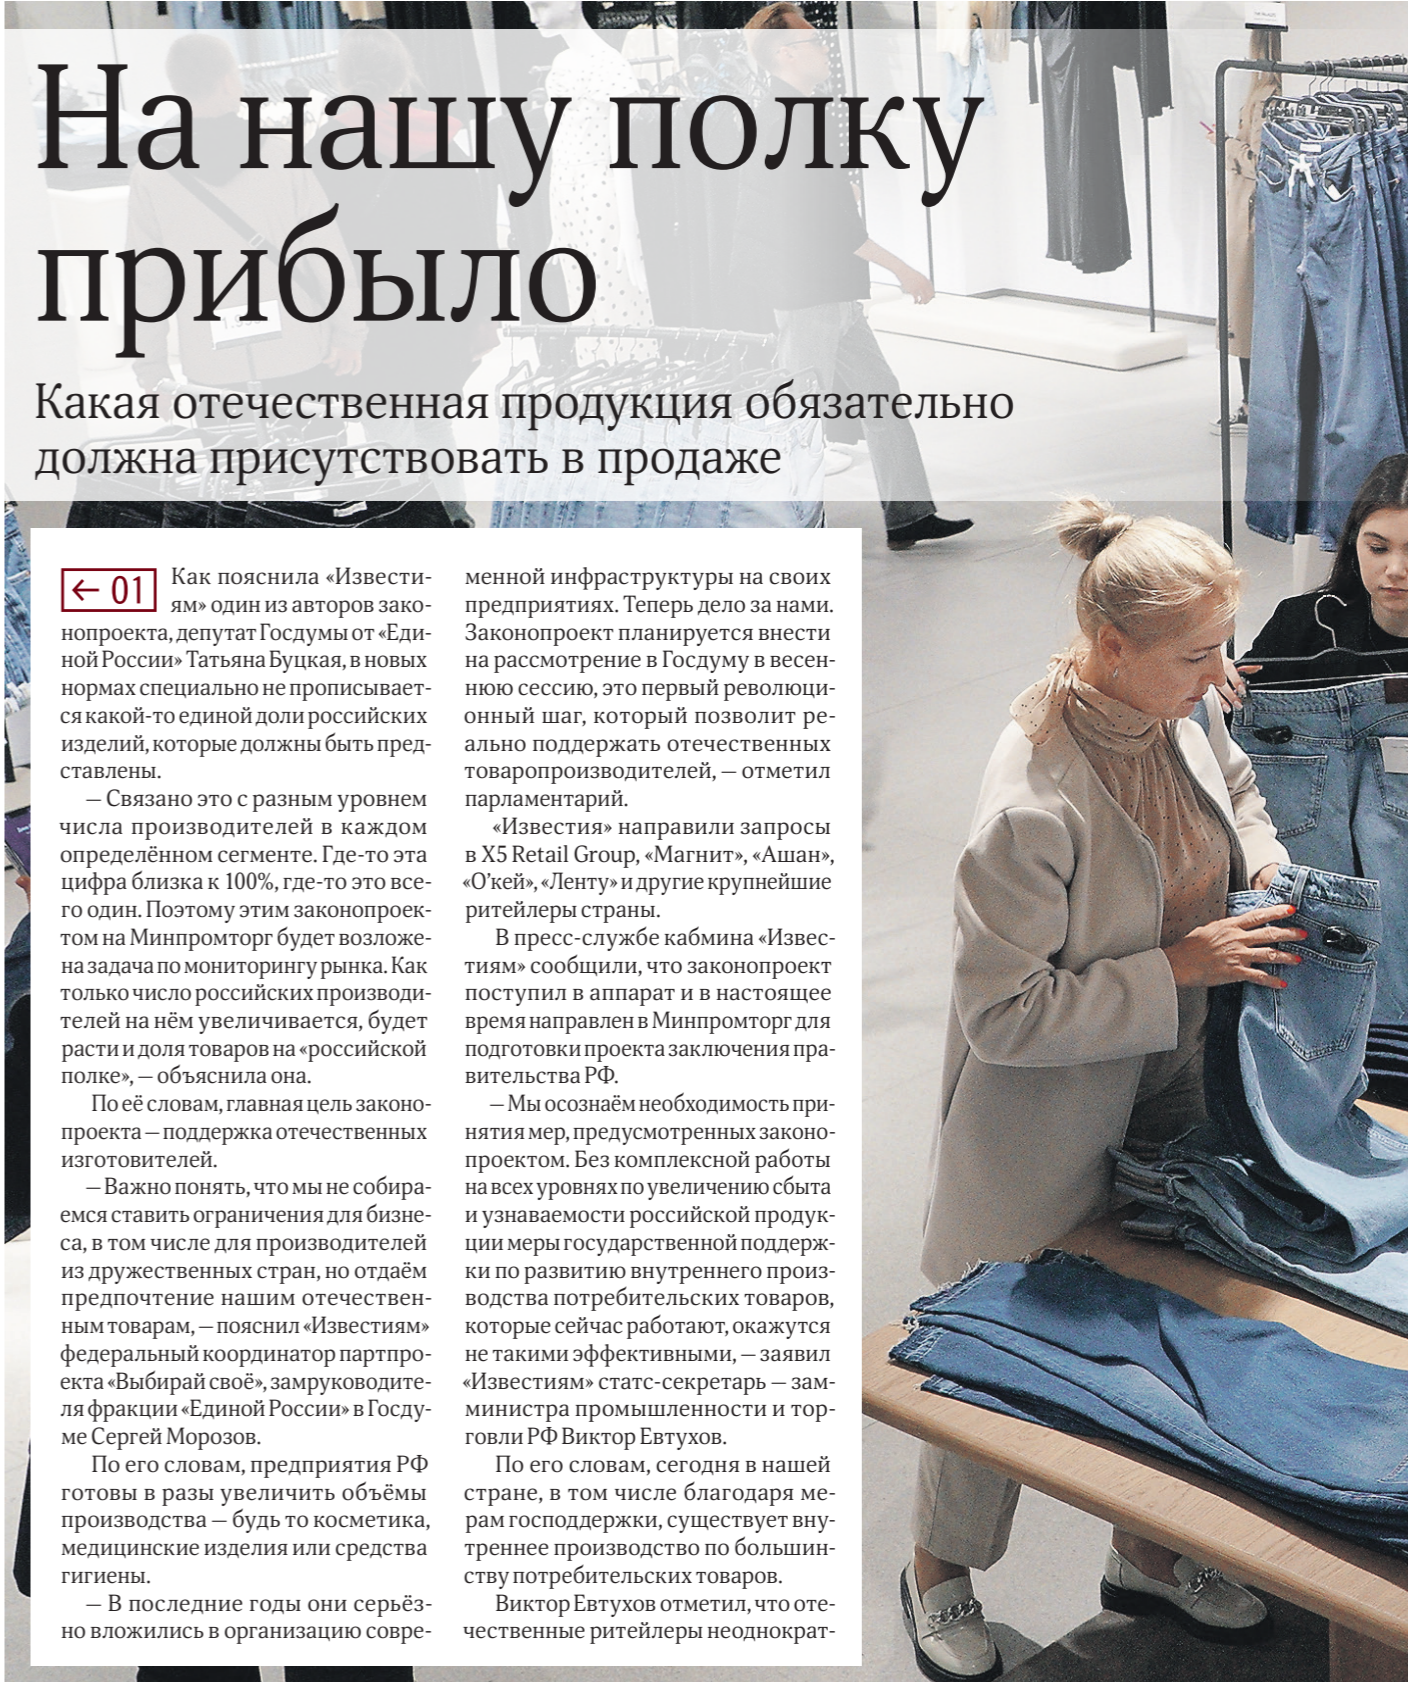 На нашу полку
прибыло
Какая отечественная продукция обязательно
должна присутствовать в продаже
← 01
Как пояснила «Извести-
ям» один из авторов зако-
нопроекта, депутат Госдумы от «Еди-
ной России» Татьяна Буцкая, в новых
нормах специально не прописывает-
ся какой-то единой доли российских
изделий, которые должны быть пред-
ставлены.
— Связано это с разным уровнем
числа производителей в каждом
определённом сегменте. Где-то эта
цифра близка к 100%, где-то это все-
го один. Поэтому этим законопроек-
том на Минпромторг будет возложе-
на задача по мониторингу рынка. Как
только число российских производи-
телей на нём увеличивается, будет
расти и доля товаров на «российской
полке», — объяснила она.
По её словам, главная цель законо-
проекта — поддержка отечественных
изготовителей.
— Важно понять, что мы не собира-
емся ставить ограничения для бизне-
са, в том числе для производителей
из дружественных стран, но отдаём
предпочтение нашим отечествен-
ным товарам, — пояснил «Известиям»
федеральный координатор партпро-
екта «Выбирай своё», замруководите-
ля фракции «Единой России» в Госду-
ме Сергей Морозов.
По его словам, предприятия РФ
готовы в разы увеличить объёмы
производства — будь то косметика,
медицинские изделия или средства
гигиены.
— В последние годы они серьёз-
но вложились в организацию совре-
менной инфраструктуры на своих
предприятиях. Теперь дело за нами.
Законопроект планируется внести
на рассмотрение в Госдуму в весен-
нюю сессию, это первый революци-
онный шаг, который позволит ре-
ально поддержать отечественных
товаропроизводителей, — отметил
парламентарий.
«Известия» направили запросы
в X5 Retail Group, «Магнит», «Ашан»,
«О’кей», «Ленту» и другие крупнейшие
ритейлеры страны.
В пресс-службе кабмина «Извес-
тиям» сообщили, что законопроект
поступил в аппарат и в настоящее
время направлен в Минпромторг для
подготовки проекта заключения пра-
вительства РФ.
— Мы осознаём необходимость при-
нятия мер, предусмотренных законо-
проектом. Без комплексной работы
на всех уровнях по увеличению сбыта
и узнаваемости российской продук-
ции меры государственной поддерж-
ки по развитию внутреннего произ-
водства потребительских товаров,
которые сейчас работают, окажутся
не такими эффективными, — заявил
«Известиям» статс-секретарь — зам-
министра промышленности и тор-
говли РФ Виктор Евтухов.
По его словам, сегодня в нашей
стране, в том числе благодаря ме-
рам господдержки, существует вну-
треннее производство по большин-
ству потребительских товаров.
Виктор Евтухов отметил, что оте-
чественные ритейлеры неоднократ-